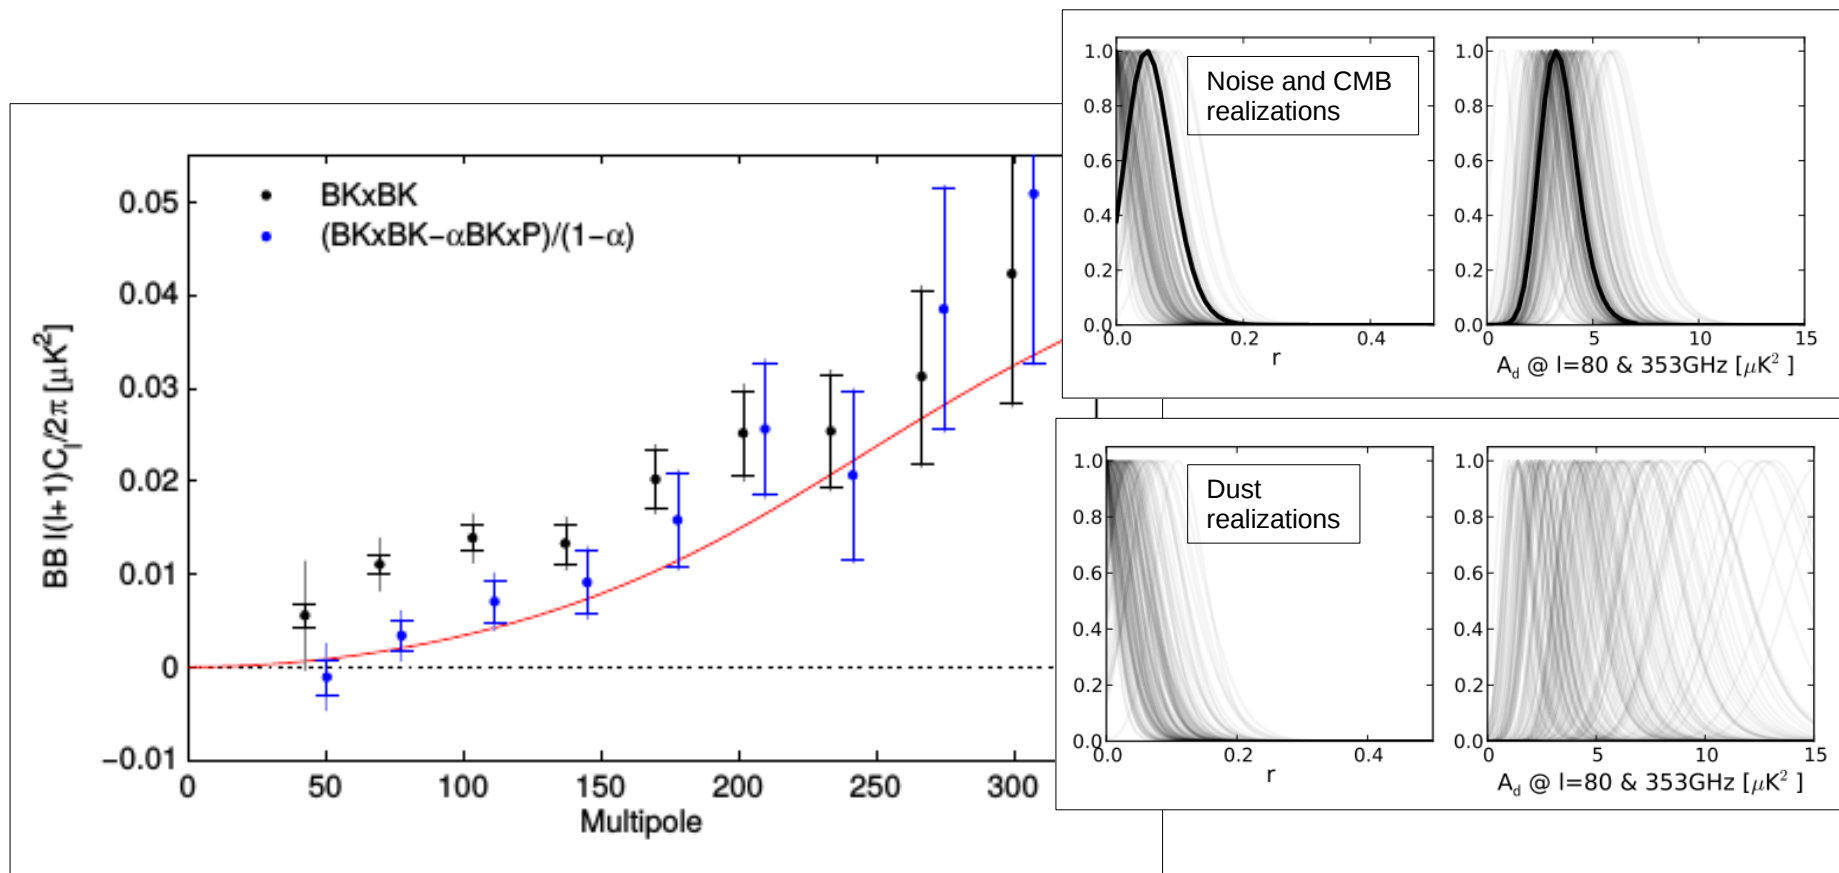 BKxBK
(BKxBK−αBKxP)/(1−α)
0.05
0.04
0.03
0.02
0.01
0
−0.01
BB l(l+1)C_l/2π [μK²]
0 50 100 150 200 250 300
Multipole
Noise and CMB
realizations
1.0
0.8
0.6
0.4
0.2
0.0
0.0 0.2 0.4
r
1.0
0.8
0.6
0.4
0.2
0.0
0 5 10 15
A_d @ l=80 & 353GHz [μK² ]
Dust
realizations
1.0
0.8
0.6
0.4
0.2
0.0
0.0 0.2 0.4
r
1.0
0.8
0.6
0.4
0.2
0.0
0 5 10 15
A_d @ l=80 & 353GHz [μK² ]